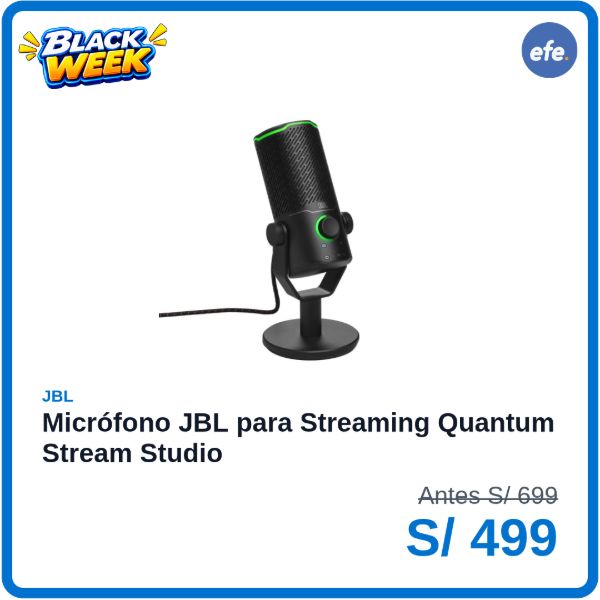 BLACK
WEEK
efe.
JBL
Micrófono JBL para Streaming Quantum
Stream Studio
Antes S/ 699
S/ 499